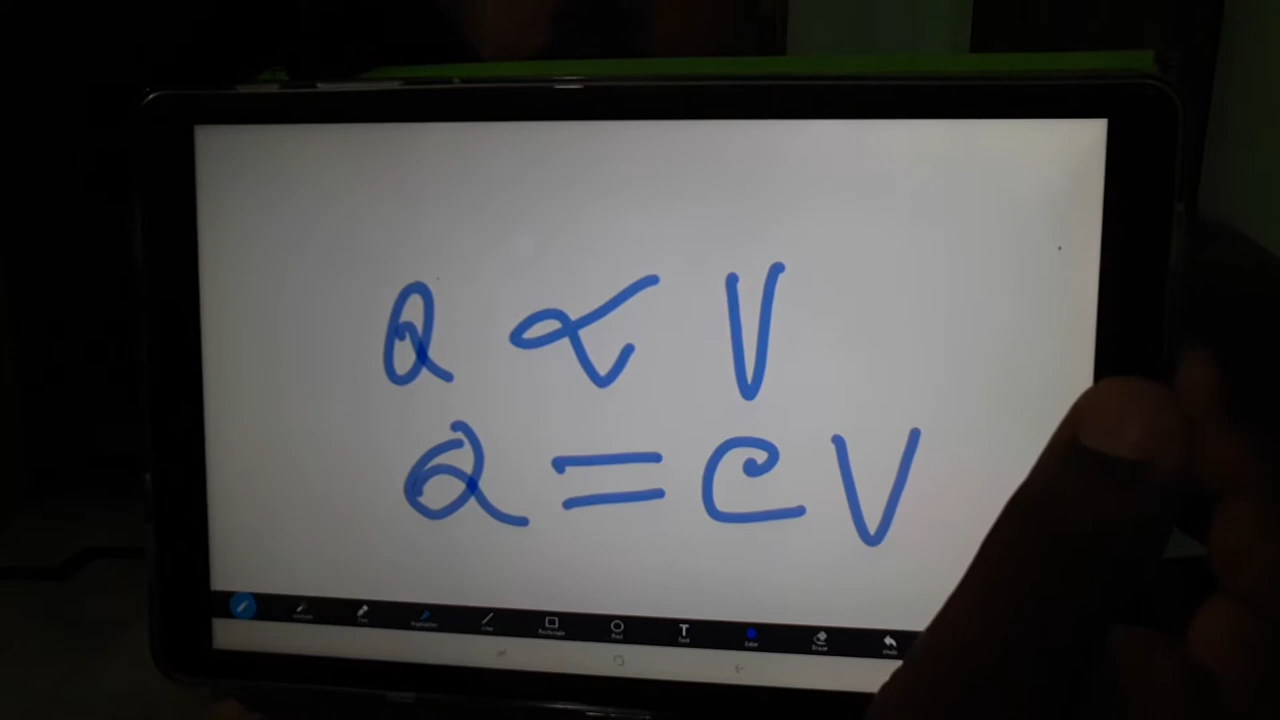 Q ∝ V
Q = CV
T